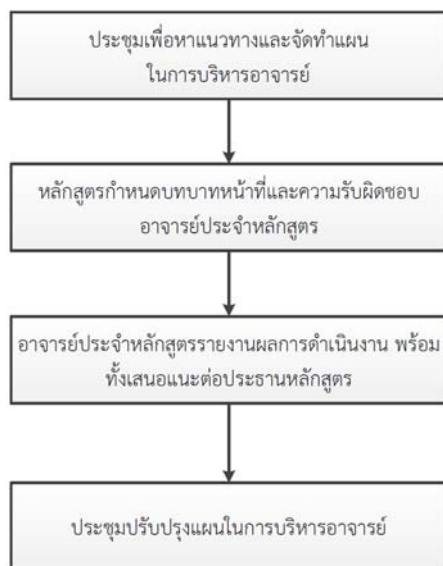 ประชุมเพื่อหาแนวทางและจัดทำแผน
ในการบริหารอาจารย์
หลักสูตรกำหนดบทบาทหน้าที่และความรับผิดชอบ
อาจารย์ประจำหลักสูตร
อาจารย์ประจำหลักสูตรรายงานผลการดำเนินงาน พร้อม
ทั้งเสนอแนะต่อประธานหลักสูตร
ประชุมปรับปรุงแผนในการบริหารอาจารย์